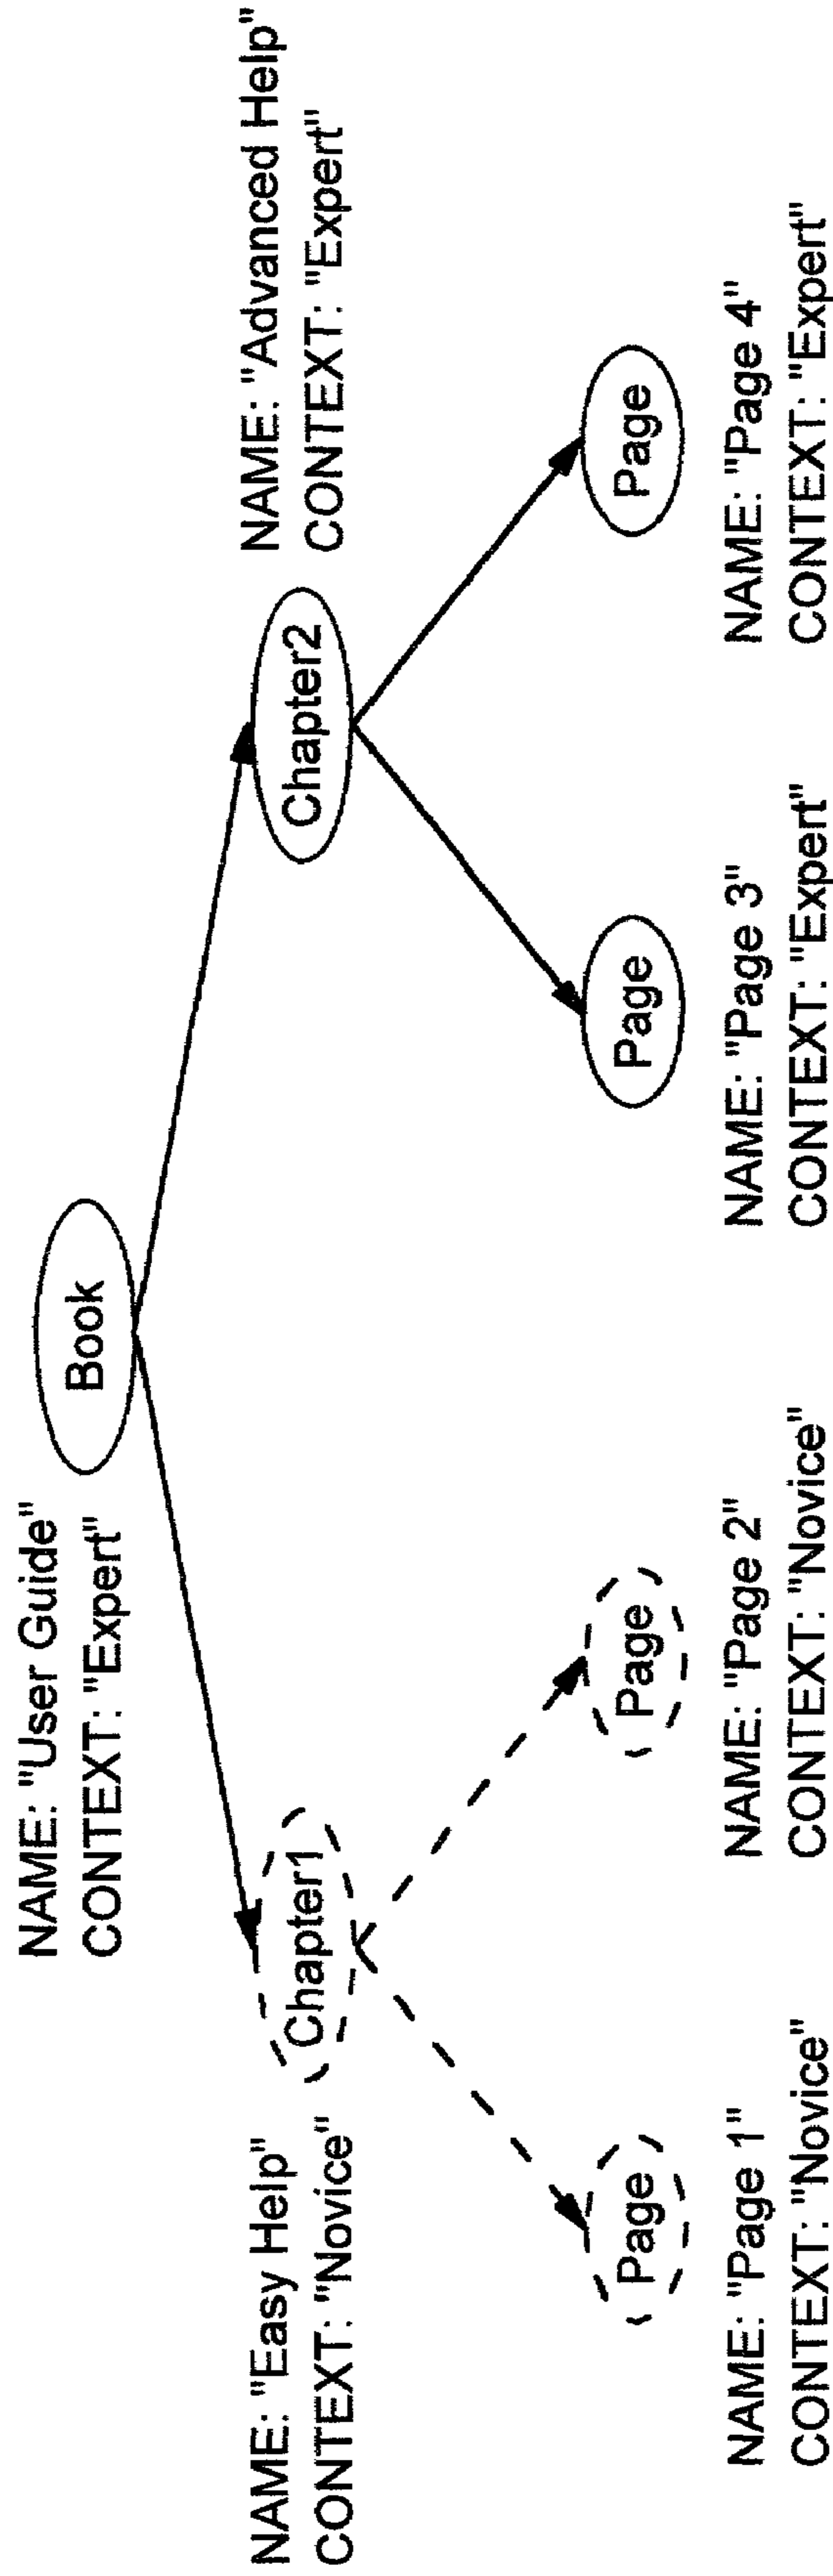 NAME: "User Guide"
CONTEXT: "Expert"
Book
NAME: "Easy Help"
CONTEXT: "Novice"
Chapter1
Chapter2
NAME: "Advanced Help"
CONTEXT: "Expert"
Page
Page
Page
Page
NAME: "Page 1"
CONTEXT: "Novice"
NAME: "Page 2"
CONTEXT: "Novice"
NAME: "Page 3"
CONTEXT: "Expert"
NAME: "Page 4"
CONTEXT: "Expert"